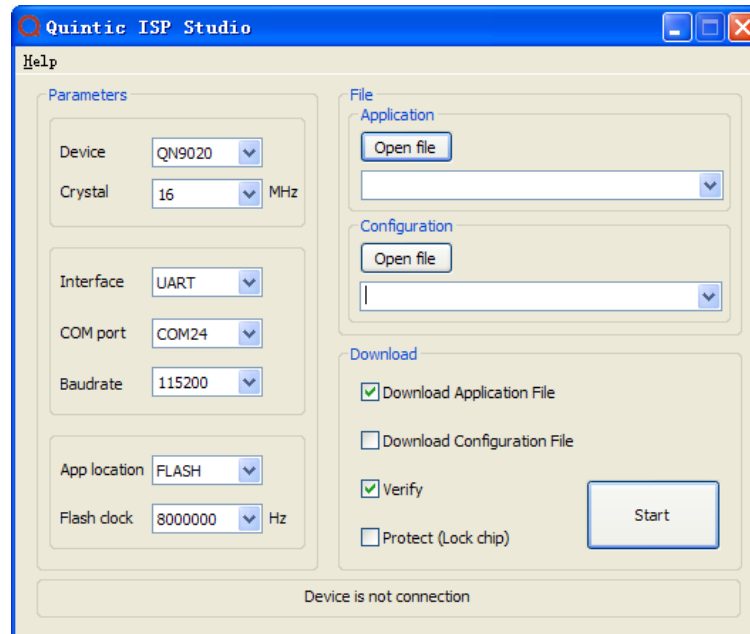 Quintic ISP Studio
Help
Parameters
Device QN9020
Crystal 16 MHz
Interface UART
COM port COM24
Baudrate 115200
App location FLASH
Flash clock 8000000 Hz
File
Application
Open file
Configuration
Open file
Download
Download Application File
Download Configuration File
Verify
Protect (Lock chip)
Start
Device is not connection